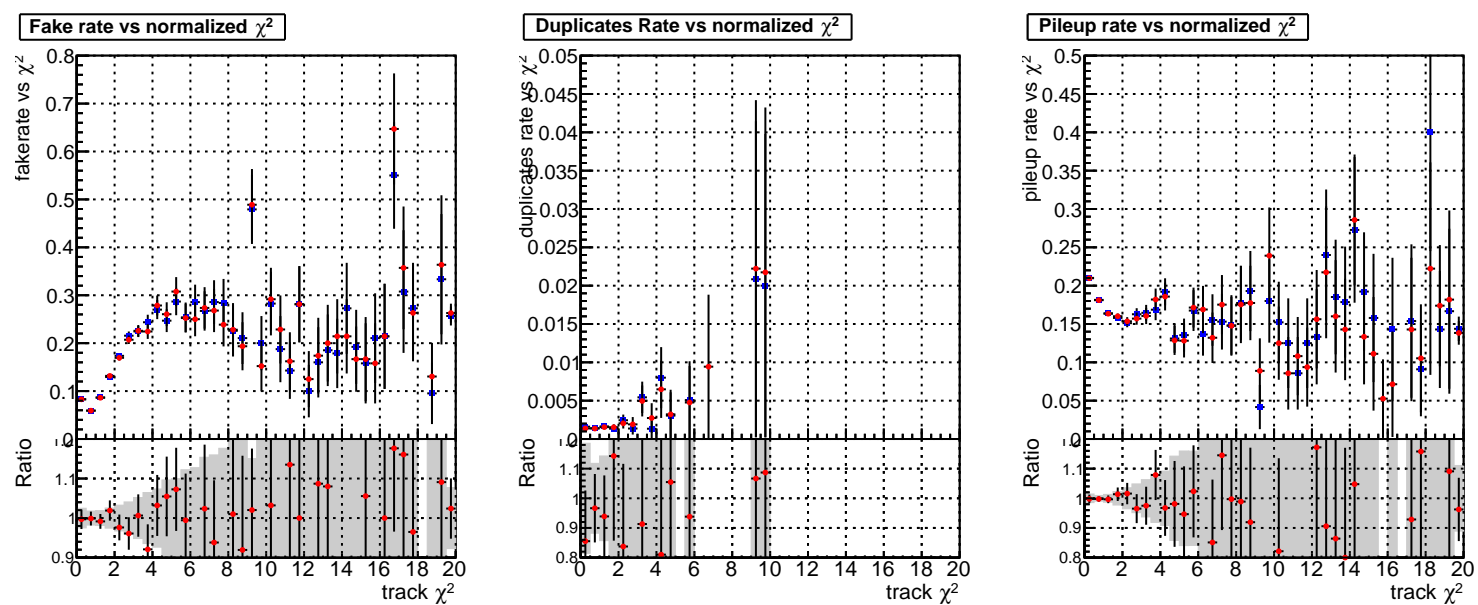 Fake rate vs normalized χ²
fakerate vs χ²
0.8
0.7
0.6
0.5
0.4
0.3
0.2
0.1
0
Ratio
1.1
1
0.9
0 2 4 6 8 10 12 14 16 18 20
track χ²
Duplicates Rate vs normalized χ²
duplicates rate vs χ²
0.05
0.045
0.04
0.035
0.03
0.025
0.02
0.015
0.01
0.005
0
Ratio
1.1
1
0.9
0.8
0 2 4 6 8 10 12 14 16 18 20
track χ²
Pileup rate vs normalized χ²
pileup rate vs χ²
0.5
0.45
0.4
0.35
0.3
0.25
0.2
0.15
0.1
0.05
0
Ratio
1.1
1
0.9
0.8
0 2 4 6 8 10 12 14 16 18 20
track χ²